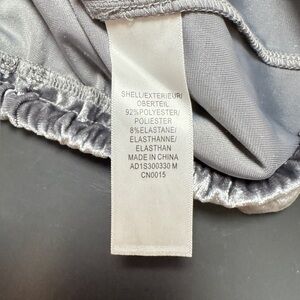 SHELL/EXTERIEUR/
OBERTEIL
92%POLYESTER/
POLIESTER
8%ELASTANE/
ELASTHANNE/
ELASTHAN
MADE IN CHINA
AD1S300330 M
CN0015